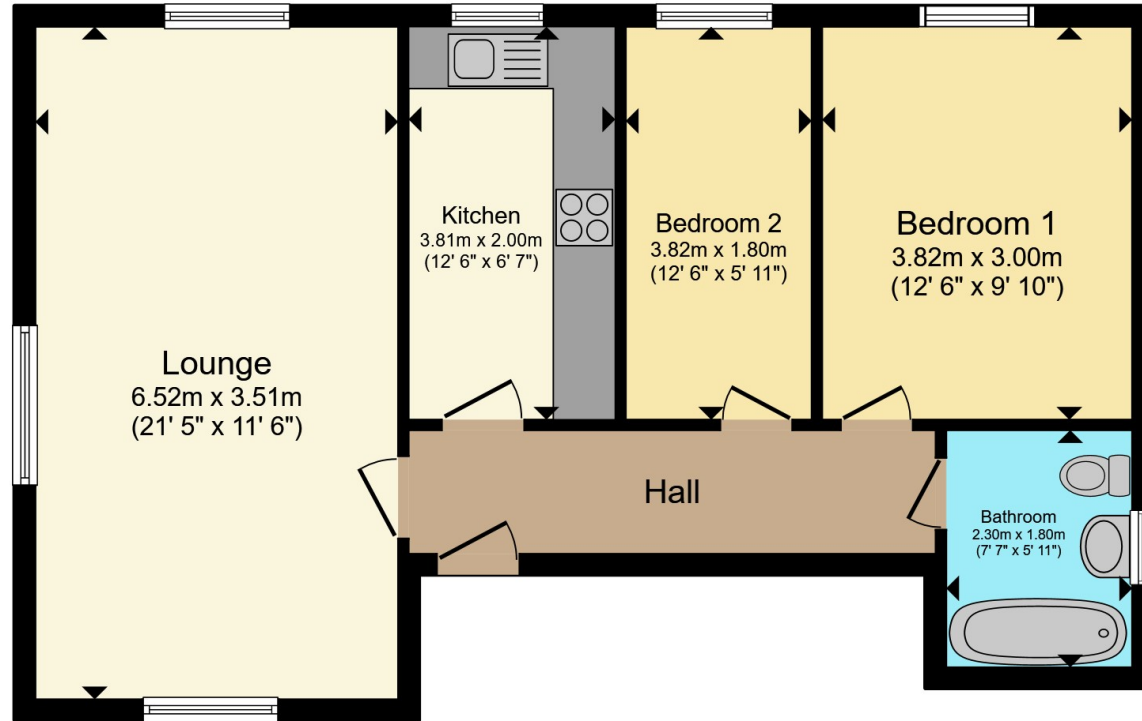 Lounge
6.52m x 3.51m
(21' 5" x 11' 6")
Kitchen
3.81m x 2.00m
(12' 6" x 6' 7")
Bedroom 2
3.82m x 1.80m
(12' 6" x 5' 11")
Bedroom 1
3.82m x 3.00m
(12' 6" x 9' 10")
Hall
Bathroom
2.30m x 1.80m
(7' 7" x 5' 11")